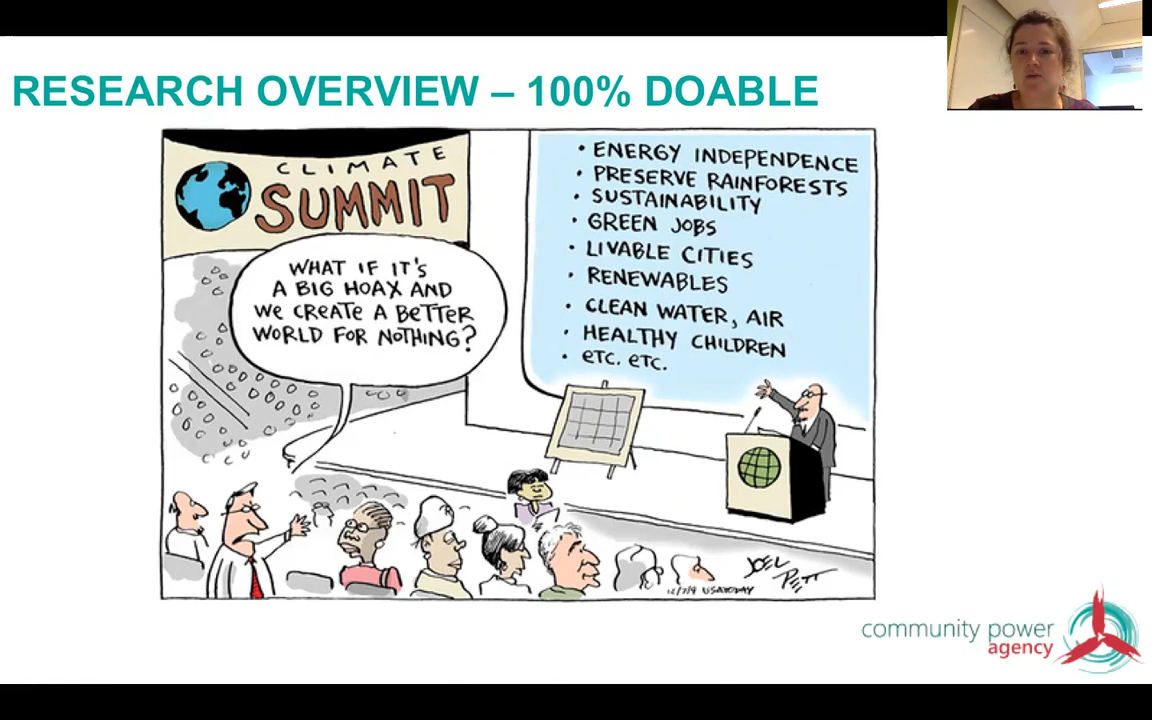 RESEARCH OVERVIEW – 100% DOABLE
CLIMATE
SUMMIT
WHAT IF IT'S
A BIG HOAX AND
WE CREATE A BETTER
WORLD FOR NOTHING?
• ENERGY INDEPENDENCE
• PRESERVE RAINFORESTS
• SUSTAINABILITY
• GREEN JOBS
• LIVABLE CITIES
• RENEWABLES
• CLEAN WATER, AIR
• HEALTHY CHILDREN
• ETC. ETC.
JOEL
PETT
USA TODAY
community power
agency